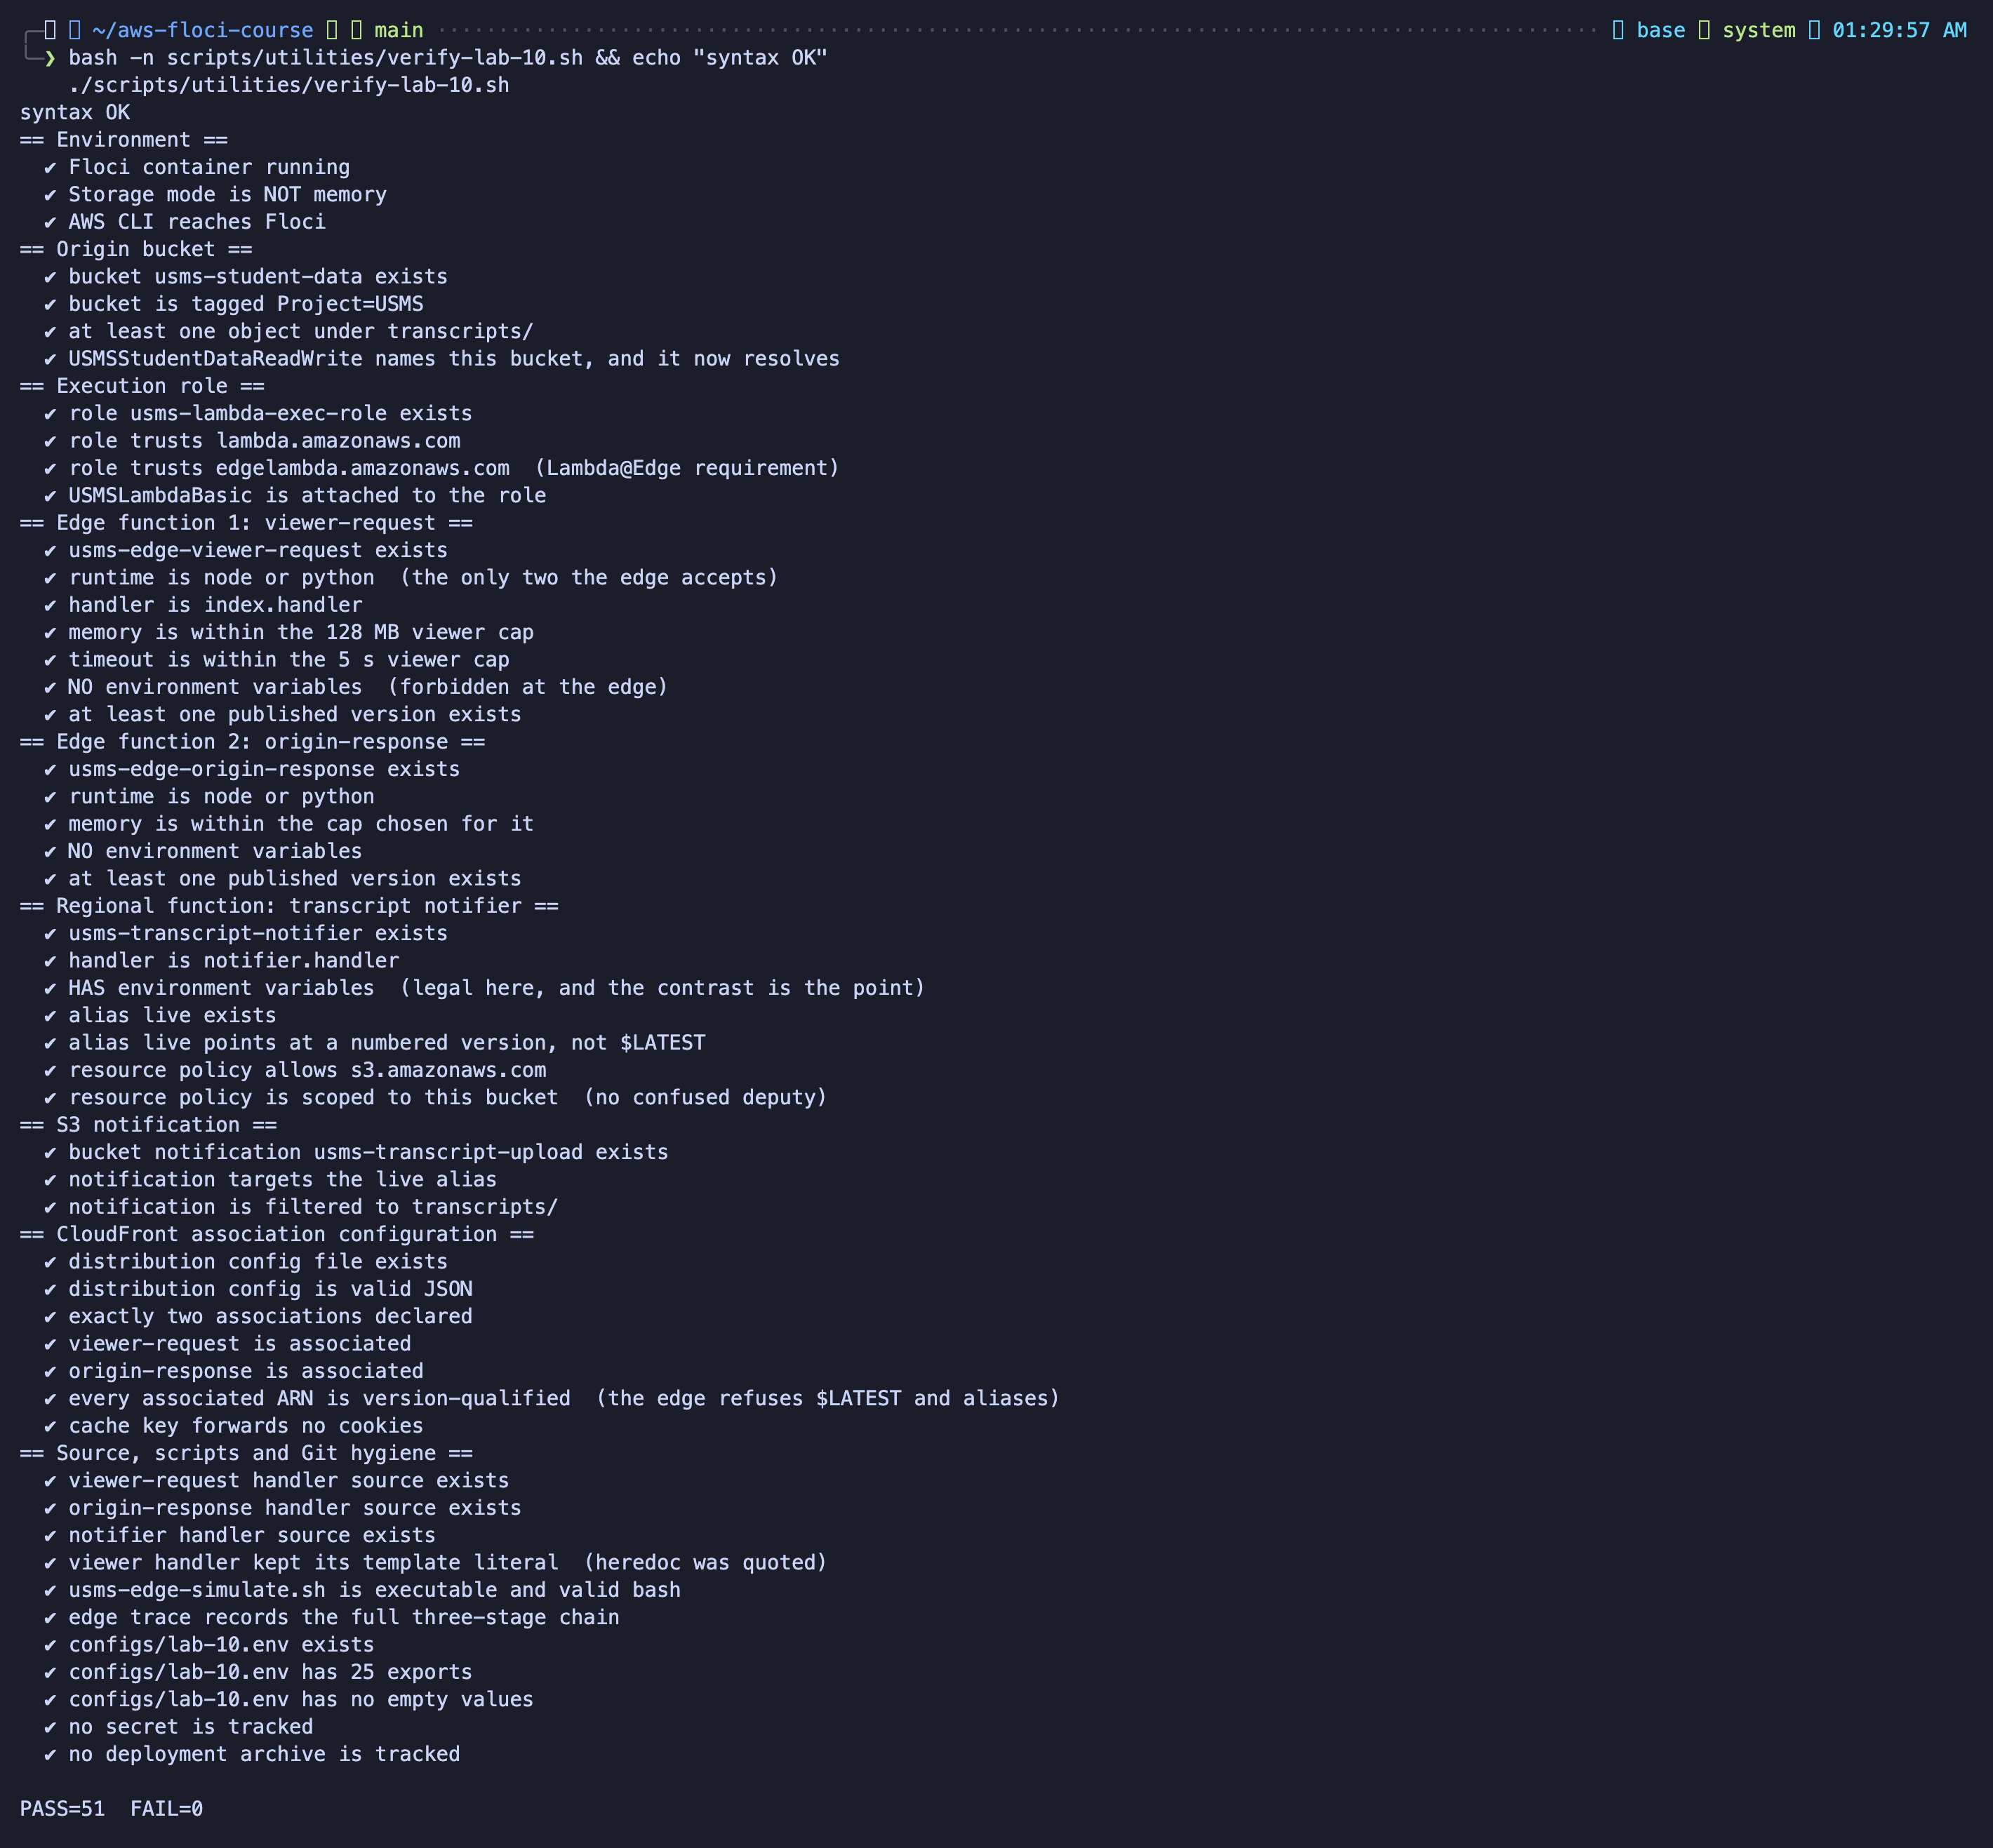 ~/aws-floci-course main base system 01:29:57 AM
❯ bash -n scripts/utilities/verify-lab-10.sh && echo "syntax OK"
./scripts/utilities/verify-lab-10.sh
syntax OK
== Environment ==
✔ Floci container running
✔ Storage mode is NOT memory
✔ AWS CLI reaches Floci
== Origin bucket ==
✔ bucket usms-student-data exists
✔ bucket is tagged Project=USMS
✔ at least one object under transcripts/
✔ USMSStudentDataReadWrite names this bucket, and it now resolves
== Execution role ==
✔ role usms-lambda-exec-role exists
✔ role trusts lambda.amazonaws.com
✔ role trusts edgelambda.amazonaws.com  (Lambda@Edge requirement)
✔ USMSLambdaBasic is attached to the role
== Edge function 1: viewer-request ==
✔ usms-edge-viewer-request exists
✔ runtime is node or python  (the only two the edge accepts)
✔ handler is index.handler
✔ memory is within the 128 MB viewer cap
✔ timeout is within the 5 s viewer cap
✔ NO environment variables  (forbidden at the edge)
✔ at least one published version exists
== Edge function 2: origin-response ==
✔ usms-edge-origin-response exists
✔ runtime is node or python
✔ memory is within the cap chosen for it
✔ NO environment variables
✔ at least one published version exists
== Regional function: transcript notifier ==
✔ usms-transcript-notifier exists
✔ handler is notifier.handler
✔ HAS environment variables  (legal here, and the contrast is the point)
✔ alias live exists
✔ alias live points at a numbered version, not $LATEST
✔ resource policy allows s3.amazonaws.com
✔ resource policy is scoped to this bucket  (no confused deputy)
== S3 notification ==
✔ bucket notification usms-transcript-upload exists
✔ notification targets the live alias
✔ notification is filtered to transcripts/
== CloudFront association configuration ==
✔ distribution config file exists
✔ distribution config is valid JSON
✔ exactly two associations declared
✔ viewer-request is associated
✔ origin-response is associated
✔ every associated ARN is version-qualified  (the edge refuses $LATEST and aliases)
✔ cache key forwards no cookies
== Source, scripts and Git hygiene ==
✔ viewer-request handler source exists
✔ origin-response handler source exists
✔ notifier handler source exists
✔ viewer handler kept its template literal  (heredoc was quoted)
✔ usms-edge-simulate.sh is executable and valid bash
✔ edge trace records the full three-stage chain
✔ configs/lab-10.env exists
✔ configs/lab-10.env has 25 exports
✔ configs/lab-10.env has no empty values
✔ no secret is tracked
✔ no deployment archive is tracked
PASS=51  FAIL=0